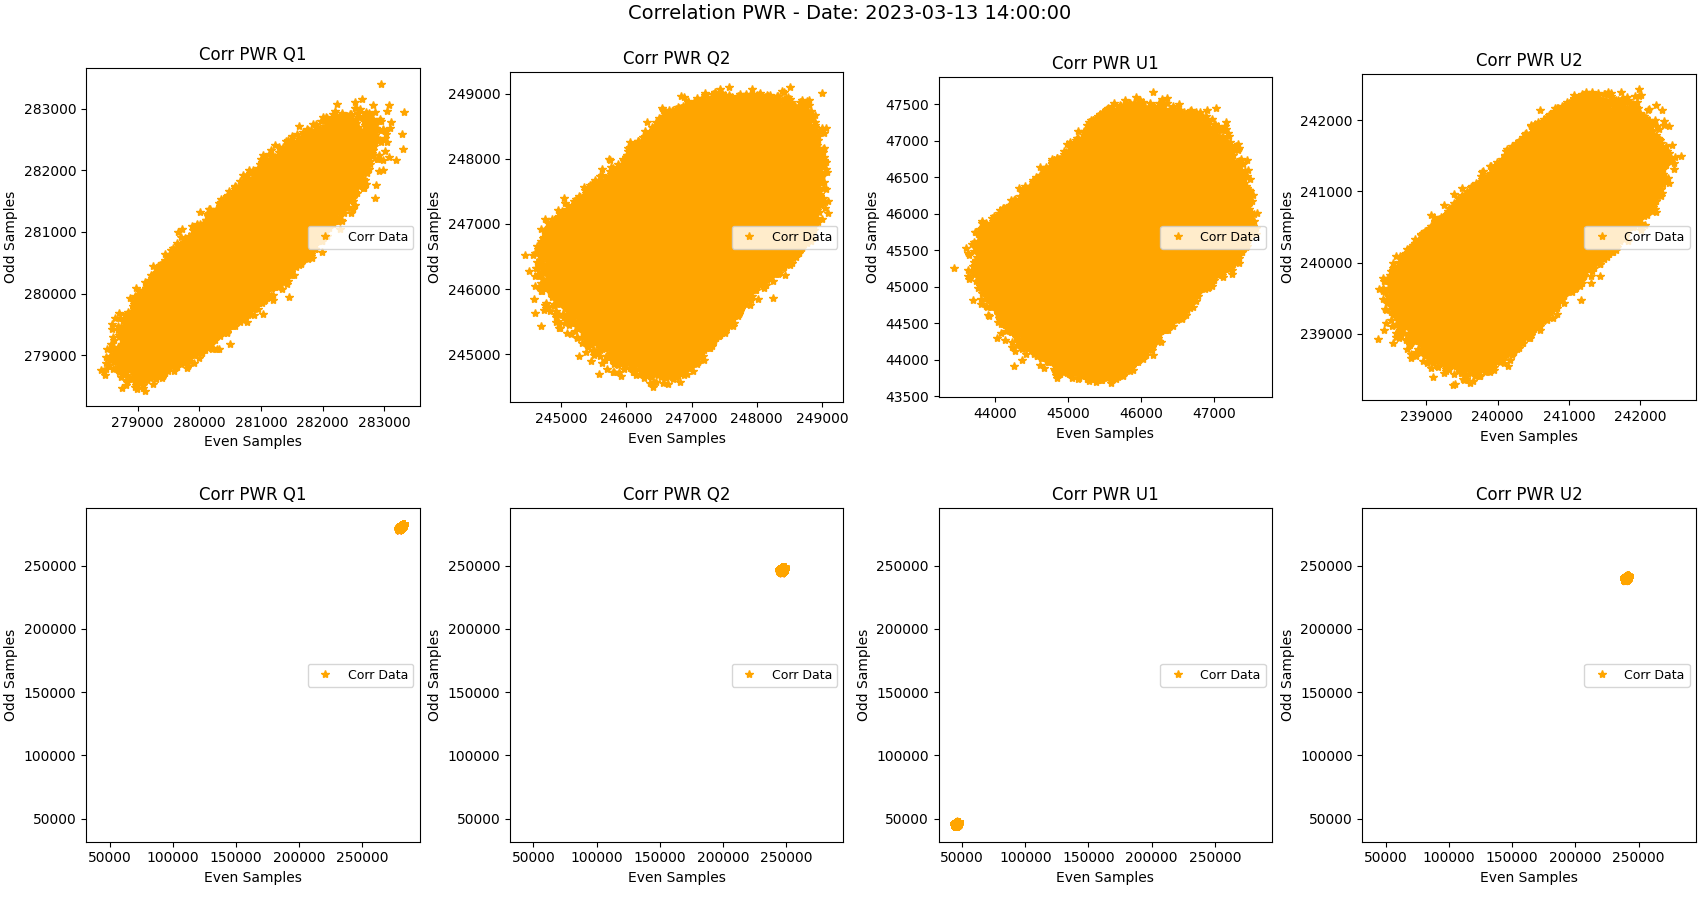 Correlation PWR - Date: 2023-03-13 14:00:00
Corr PWR Q1
283000
282000
281000
280000
279000
Odd Samples
Corr Data
279000 280000 281000 282000 283000
Even Samples
Corr PWR Q2
249000
248000
247000
246000
245000
Odd Samples
Corr Data
245000 246000 247000 248000 249000
Even Samples
Corr PWR U1
47500
47000
46500
46000
45500
45000
44500
44000
43500
Odd Samples
Corr Data
44000 45000 46000 47000
Even Samples
Corr PWR U2
242000
241000
240000
239000
Odd Samples
Corr Data
239000 240000 241000 242000
Even Samples
Corr PWR Q1
250000
200000
150000
100000
50000
Odd Samples
Corr Data
50000 100000 150000 200000 250000
Even Samples
Corr PWR Q2
250000
200000
150000
100000
50000
Odd Samples
Corr Data
50000 100000 150000 200000 250000
Even Samples
Corr PWR U1
250000
200000
150000
100000
50000
Odd Samples
Corr Data
50000 100000 150000 200000 250000
Even Samples
Corr PWR U2
250000
200000
150000
100000
50000
Odd Samples
Corr Data
50000 100000 150000 200000 250000
Even Samples